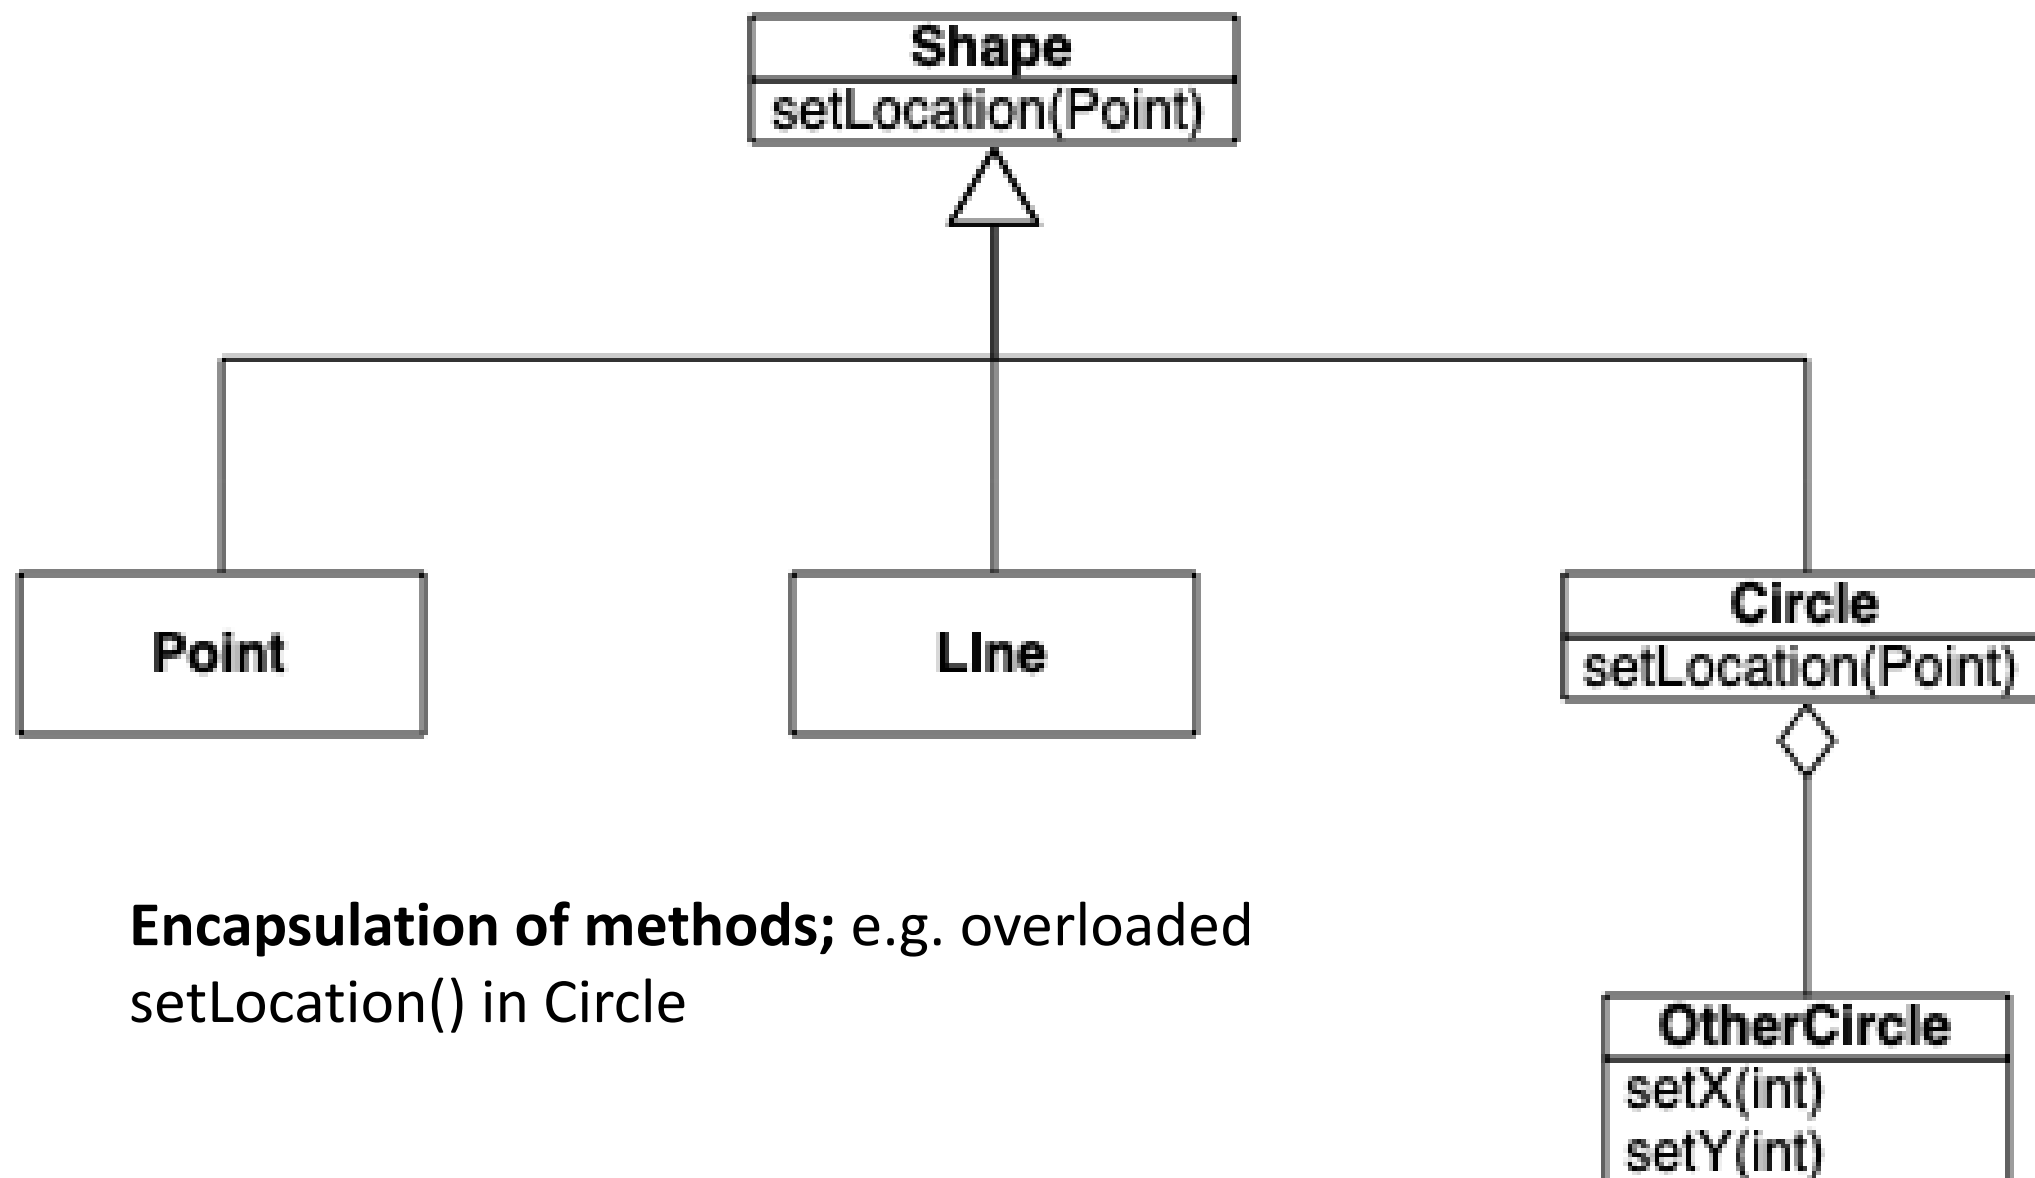 Shape
setLocation(Point)
Point
LIne
Circle
setLocation(Point)
Encapsulation of methods; e.g. overloaded
setLocation() in Circle
OtherCircle
setX(int)
setY(int)